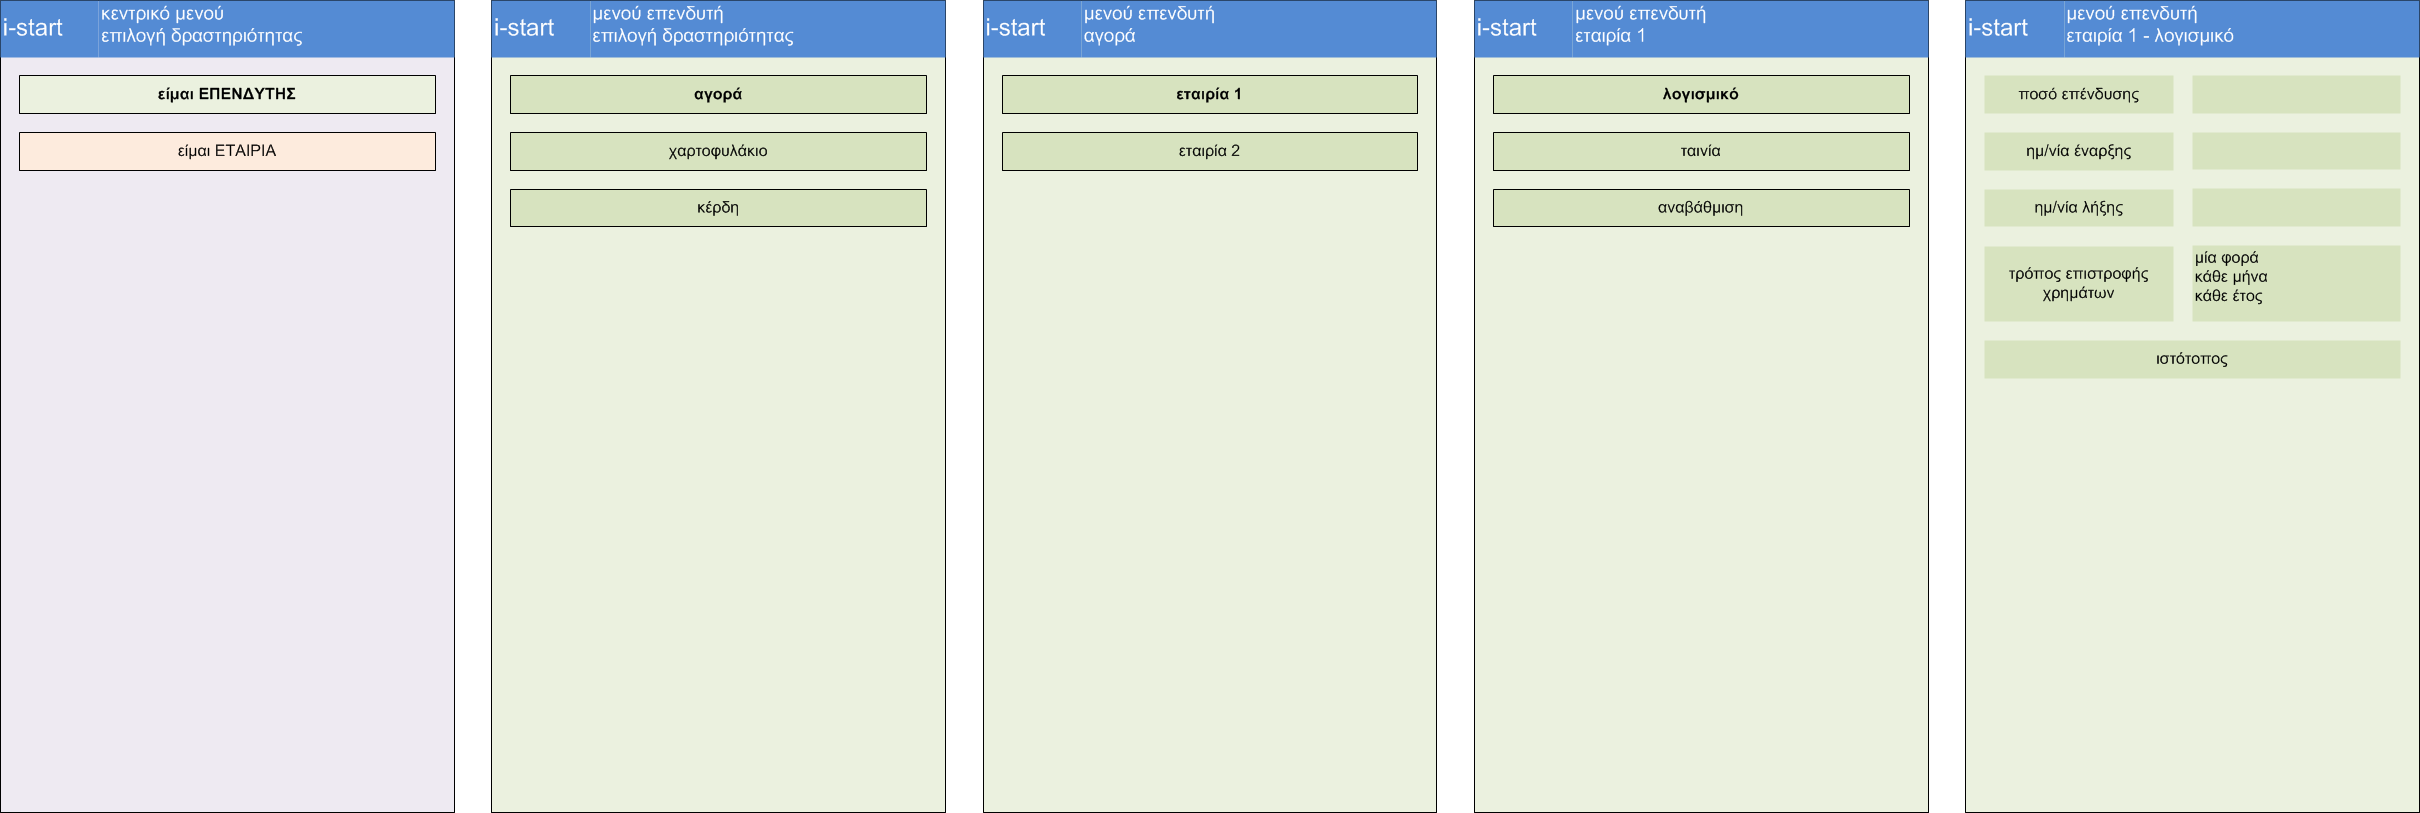 i-start
κεντρικό μενού
επιλογή δραστηριότητας
είμαι ΕΠΕΝΔΥΤΗΣ
είμαι ΕΤΑΙΡΙΑ
i-start
μενού επενδυτή
επιλογή δραστηριότητας
αγορά
χαρτοφυλάκιο
κέρδη
i-start
μενού επενδυτή
αγορά
εταιρία 1
εταιρία 2
i-start
μενού επενδυτή
εταιρία 1
λογισμικό
ταινία
αναβάθμιση
i-start
μενού επενδυτή
εταιρία 1 - λογισμικό
ποσό επένδυσης
ημ/νία έναρξης
ημ/νία λήξης
τρόπος επιστροφής
χρημάτων
μία φορά
κάθε μήνα
κάθε έτος
ιστότοπος